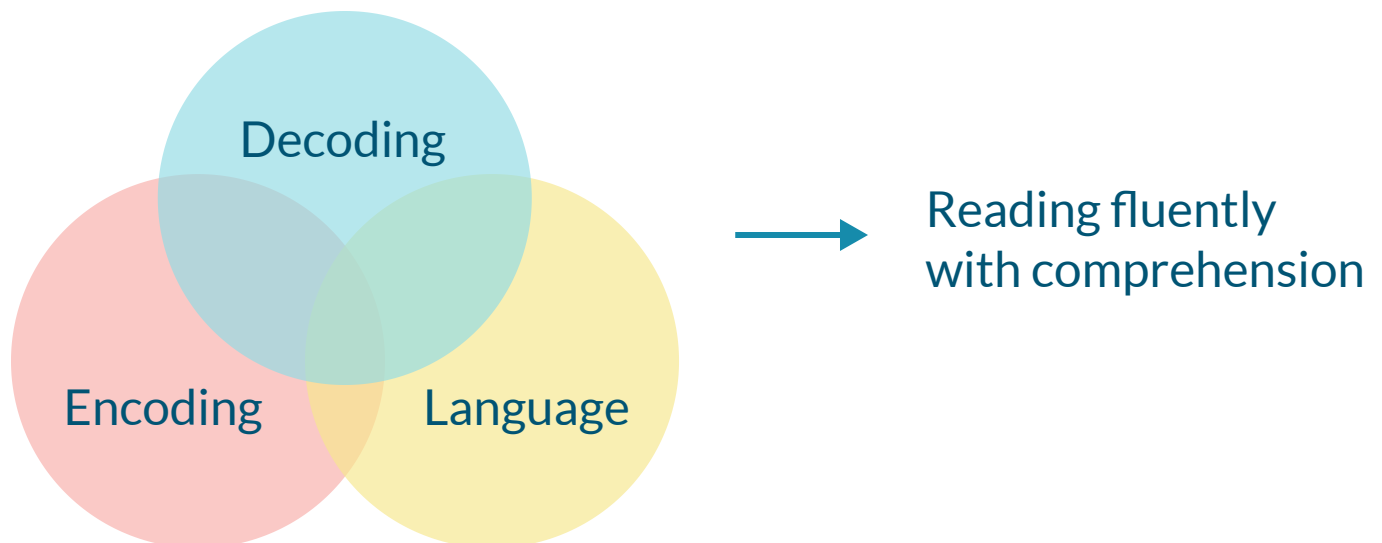 Decoding
Encoding
Language
Reading fluently
with comprehension